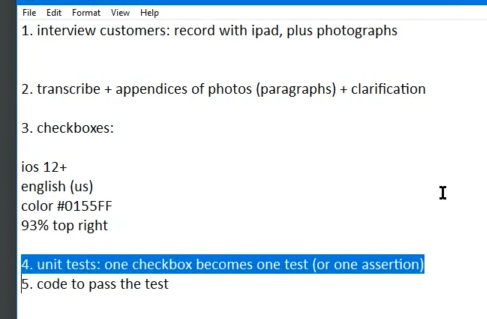 File Edit Format View Help
1. interview customers: record with ipad, plus photographs
2. transcribe + appendices of photos (paragraphs) + clarification
3. checkboxes:
ios 12+
english (us)
color #0155FF
93% top right
4. unit tests: one checkbox becomes one test (or one assertion)
5. code to pass the test